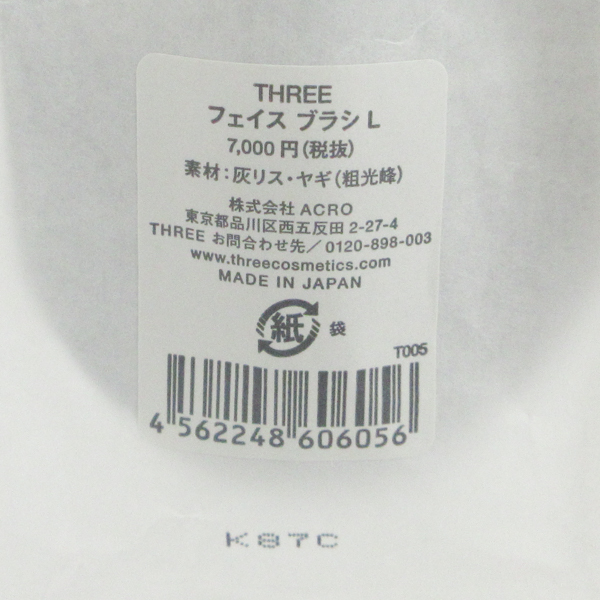 THREE
フェイス ブラシ L
7,000 円(税抜)
素材：灰リス・ヤギ(粗光峰)
株式会社 ACRO
東京都品川区西五反田 2-27-4
THREE お問合わせ先／0120-898-003
www.threecosmetics.com
MADE IN JAPAN
紙 袋
T005
4 562248 606056
K87C